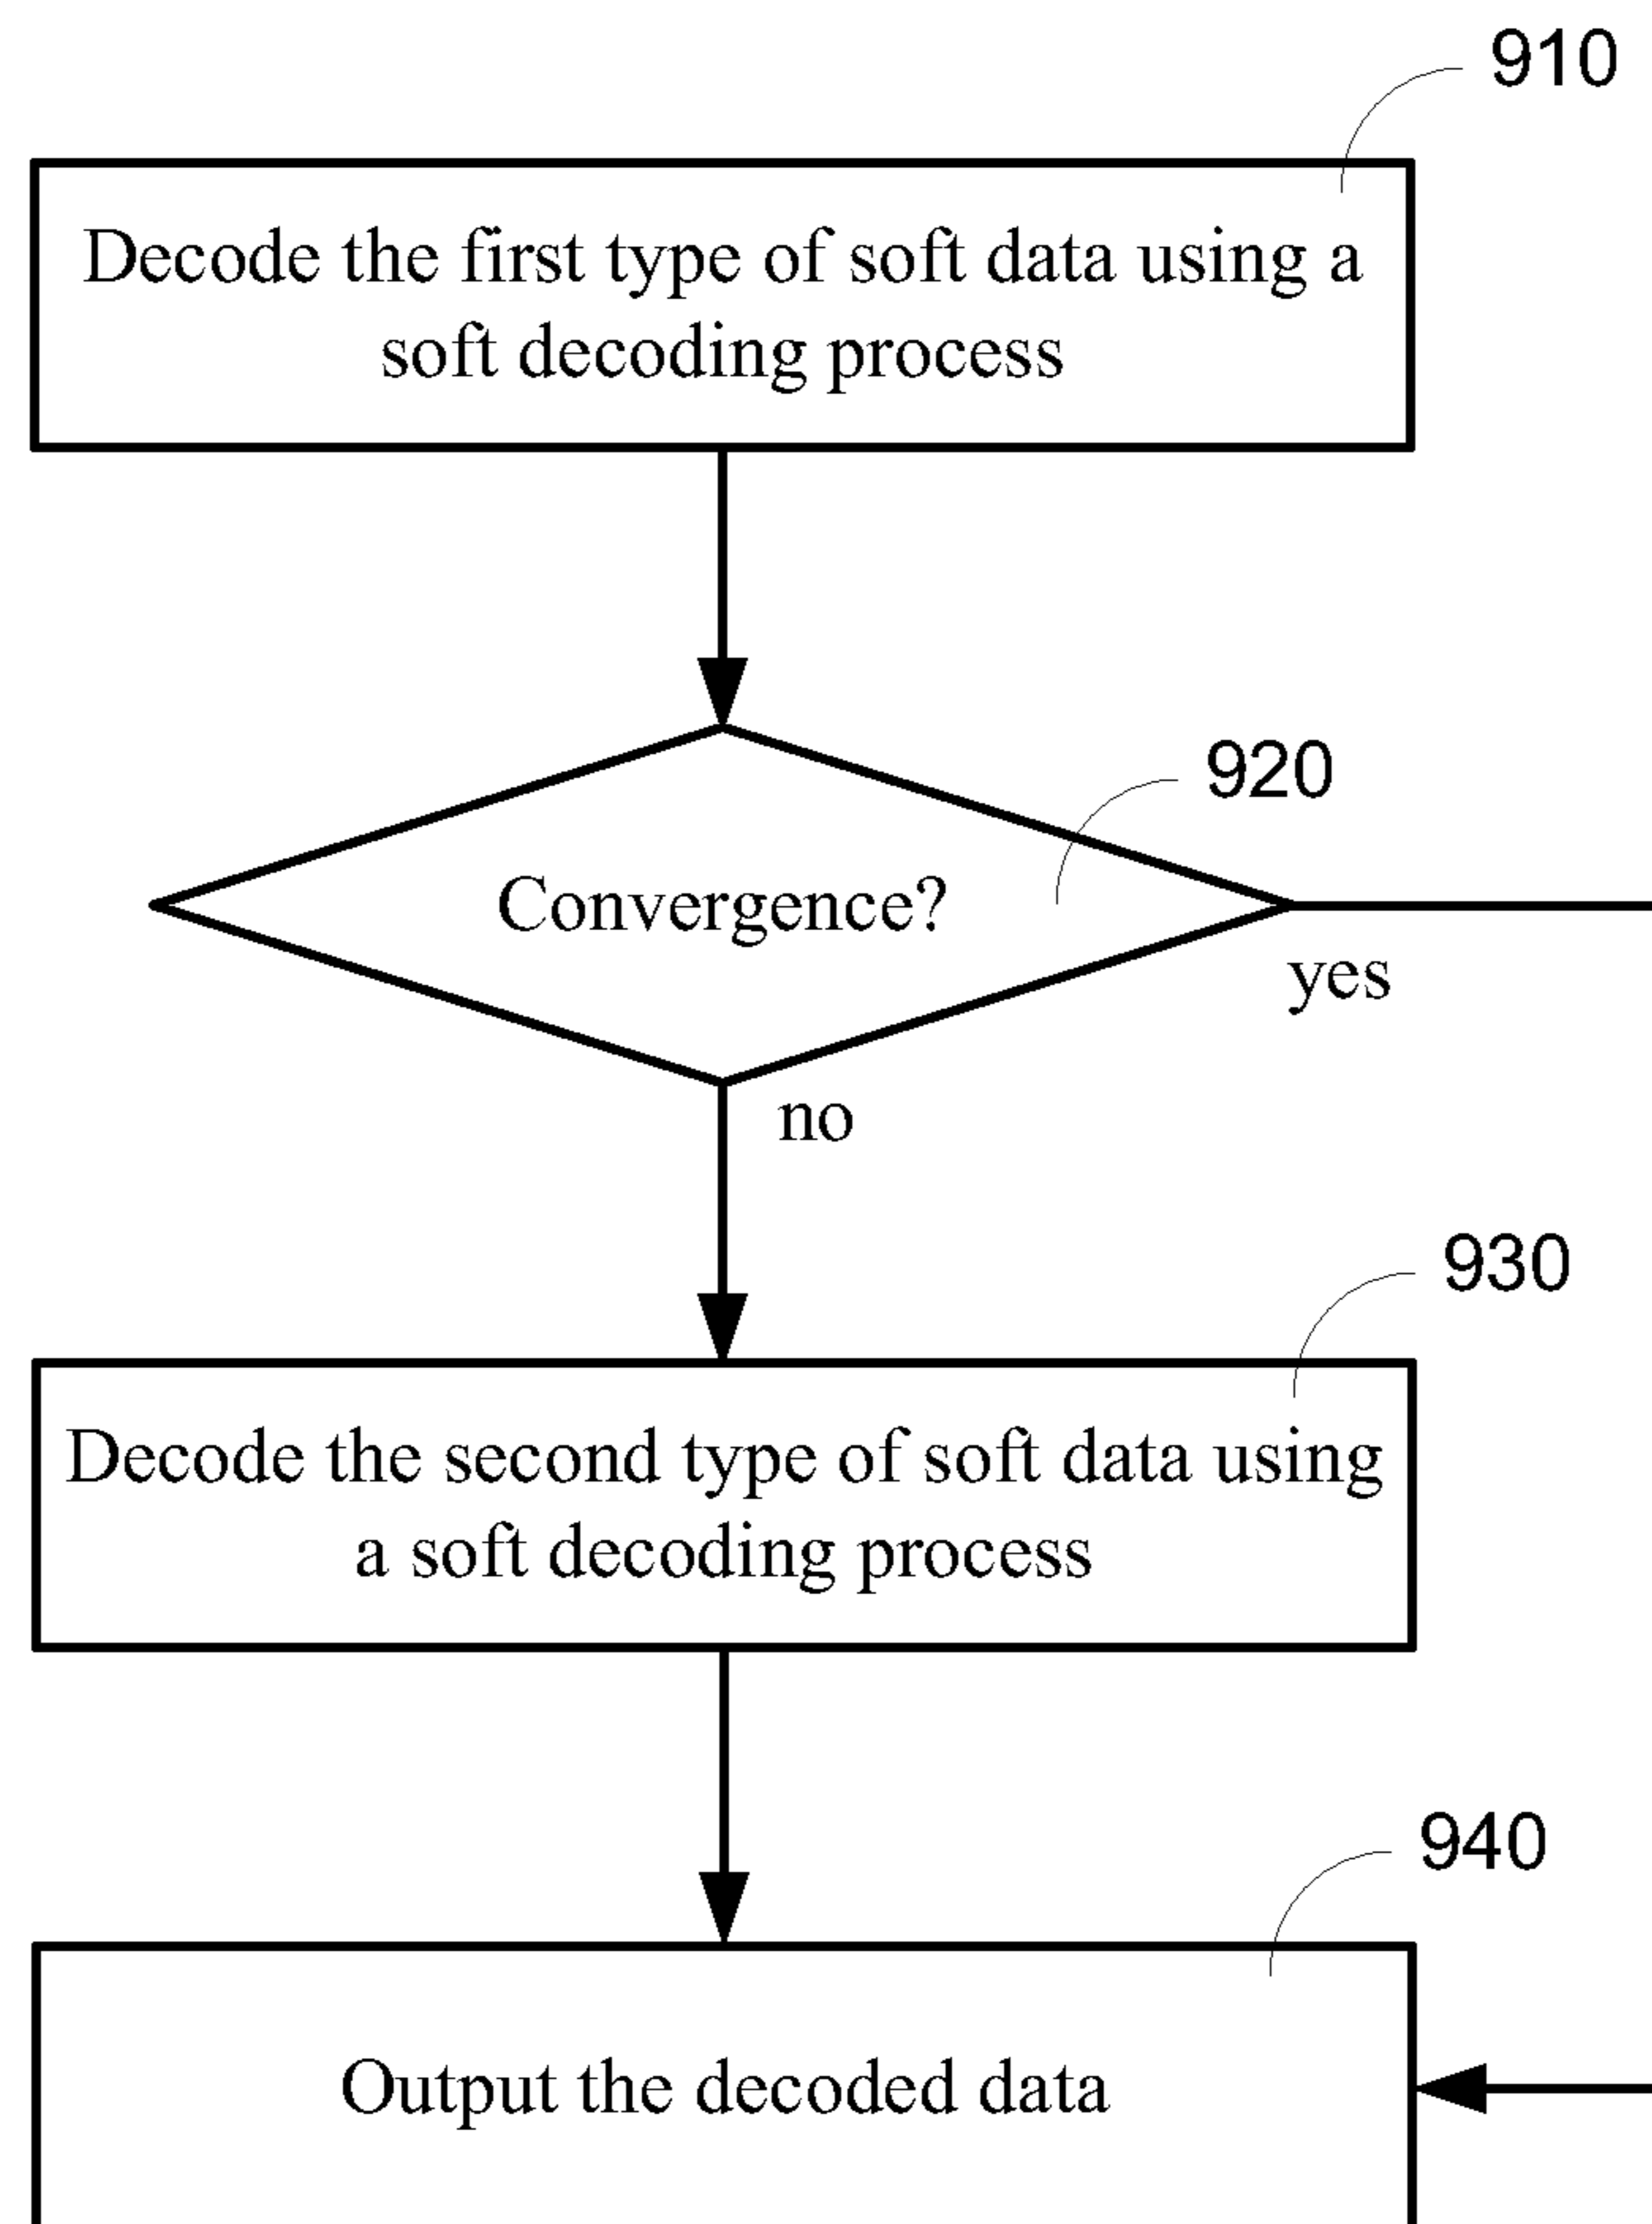 910
Decode the first type of soft data using a
soft decoding process
920
Convergence?
yes
no
930
Decode the second type of soft data using
a soft decoding process
940
Output the decoded data